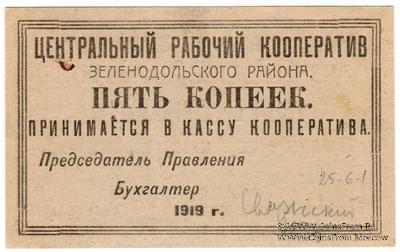 ЦЕНТРАЛЬНЫЙ РАБОЧИЙ КООПЕРАТИВ
ЗЕЛЕНОДОЛЬСКОГО РАЙОНА.
ПЯТЬ КОПЕЕК.
ПРИНИМАЕТСЯ В КАССУ КООПЕРАТИВА.
Председатель Правления
25-6-1
Бухгалтер
1919 г.